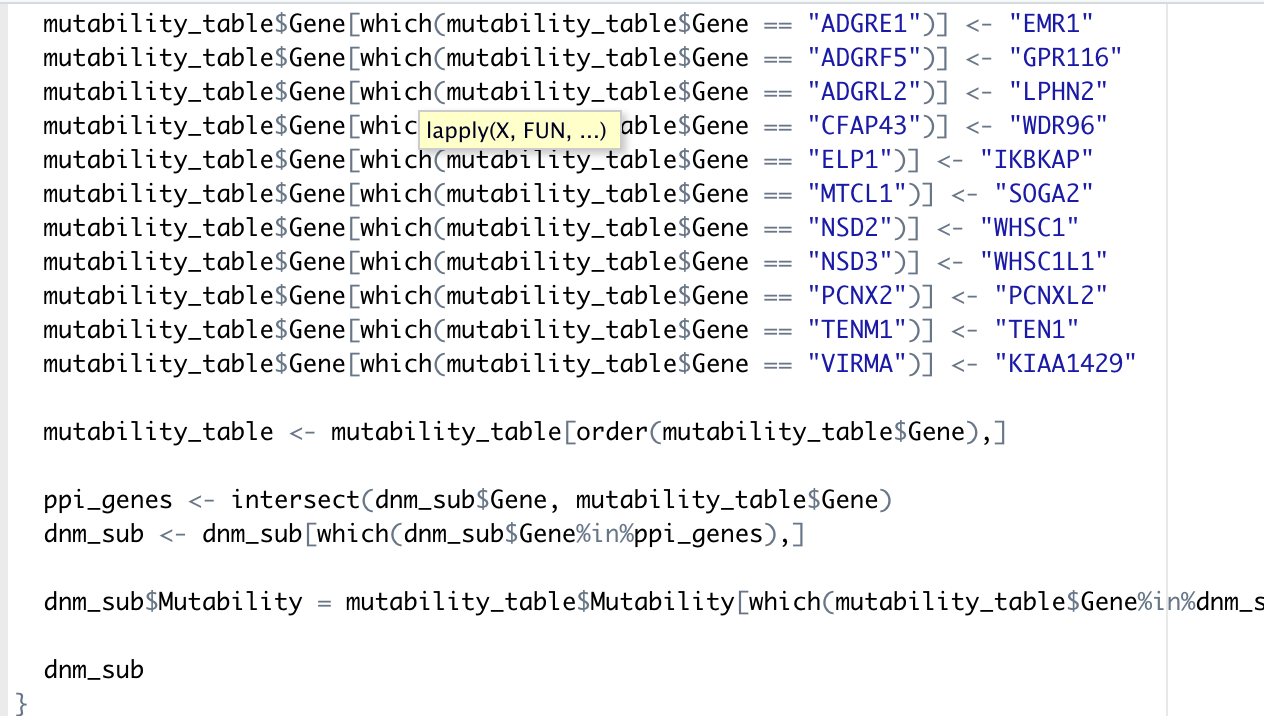 mutability_table$Gene[which(mutability_table$Gene == "ADGRE1")] <- "EMR1"
mutability_table$Gene[which(mutability_table$Gene == "ADGRF5")] <- "GPR116"
mutability_table$Gene[which(mutability_table$Gene == "ADGRL2")] <- "LPHN2"
mutability_table$Gene[whic able$Gene == "CFAP43")] <- "WDR96"
lapply(X, FUN, ...)
mutability_table$Gene[which(mutability_table$Gene == "ELP1")] <- "IKBKAP"
mutability_table$Gene[which(mutability_table$Gene == "MTCL1")] <- "SOGA2"
mutability_table$Gene[which(mutability_table$Gene == "NSD2")] <- "WHSC1"
mutability_table$Gene[which(mutability_table$Gene == "NSD3")] <- "WHSC1L1"
mutability_table$Gene[which(mutability_table$Gene == "PCNX2")] <- "PCNXL2"
mutability_table$Gene[which(mutability_table$Gene == "TENM1")] <- "TEN1"
mutability_table$Gene[which(mutability_table$Gene == "VIRMA")] <- "KIAA1429"
mutability_table <- mutability_table[order(mutability_table$Gene),]
ppi_genes <- intersect(dnm_sub$Gene, mutability_table$Gene)
dnm_sub <- dnm_sub[which(dnm_sub$Gene%in%ppi_genes),]
dnm_sub$Mutability = mutability_table$Mutability[which(mutability_table$Gene%in%dnm_s
dnm_sub
}